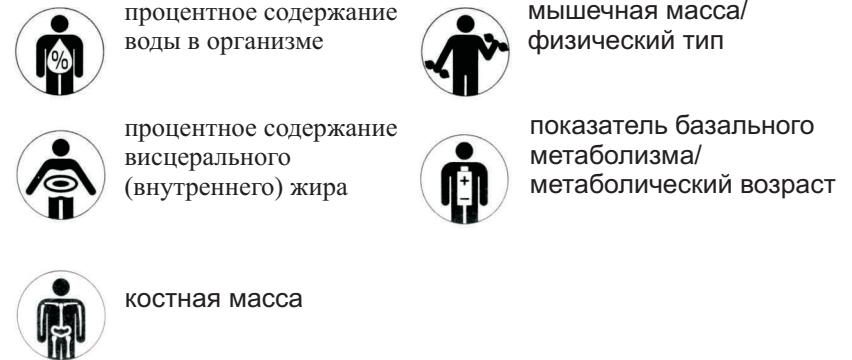 процентное содержание
воды в организме
%
мышечная масса/
физический тип
процентное содержание
висцерального
(внутреннего) жира
+
−
показатель базального
метаболизма/
метаболический возраст
костная масса